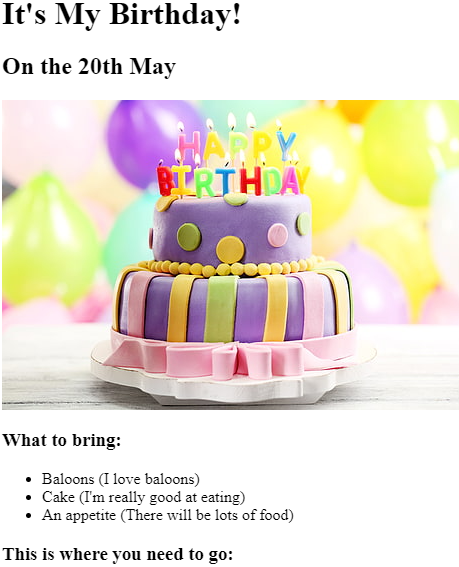 It's My Birthday!
On the 20th May
HAPPY
BIRTHDAY
What to bring:
Baloons (I love baloons)
Cake (I'm really good at eating)
An appetite (There will be lots of food)
This is where you need to go: